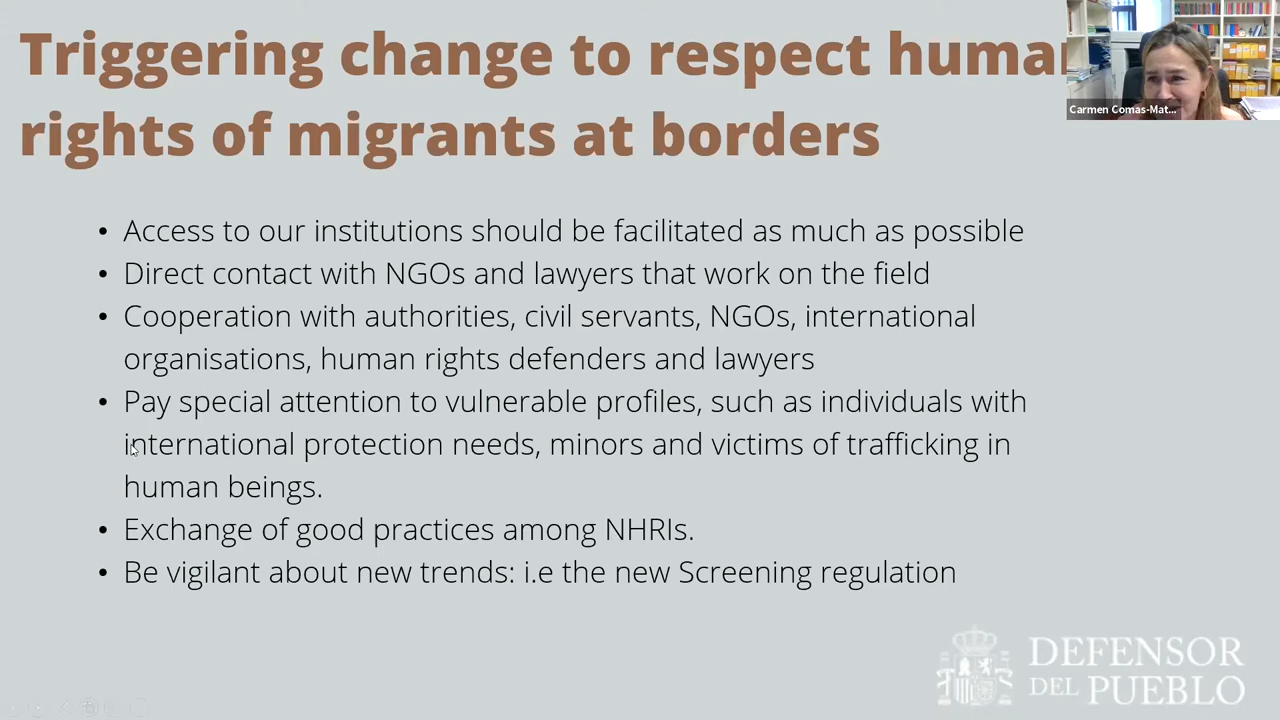 Triggering change to respect human
rights of migrants at borders
Carmen Comas-Mat...
• Access to our institutions should be facilitated as much as possible
• Direct contact with NGOs and lawyers that work on the field
• Cooperation with authorities, civil servants, NGOs, international
organisations, human rights defenders and lawyers
• Pay special attention to vulnerable profiles, such as individuals with
international protection needs, minors and victims of trafficking in
human beings.
• Exchange of good practices among NHRIs.
• Be vigilant about new trends: i.e the new Screening regulation
DEFENSOR
DEL PUEBLO